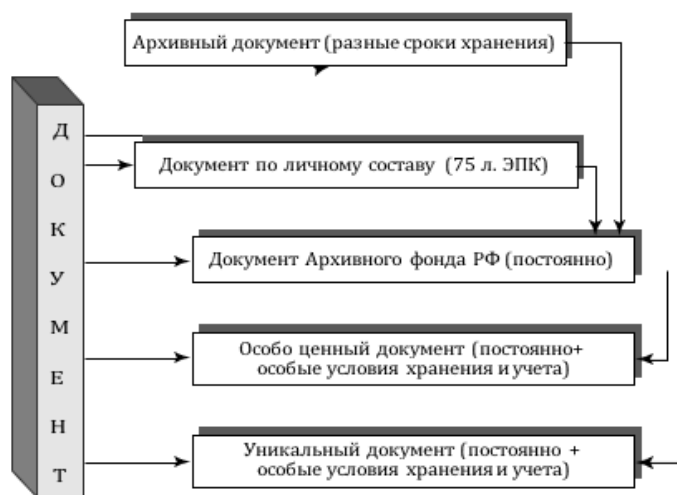 Архивный документ (разные сроки хранения)
ДОКУМЕНТ
Документ по личному составу (75 л. ЭПК)
Документ Архивного фонда РФ (постоянно)
Особо ценный документ (постоянно+
особые условия хранения и учета)
Уникальный документ (постоянно +
особые условия хранения и учета)